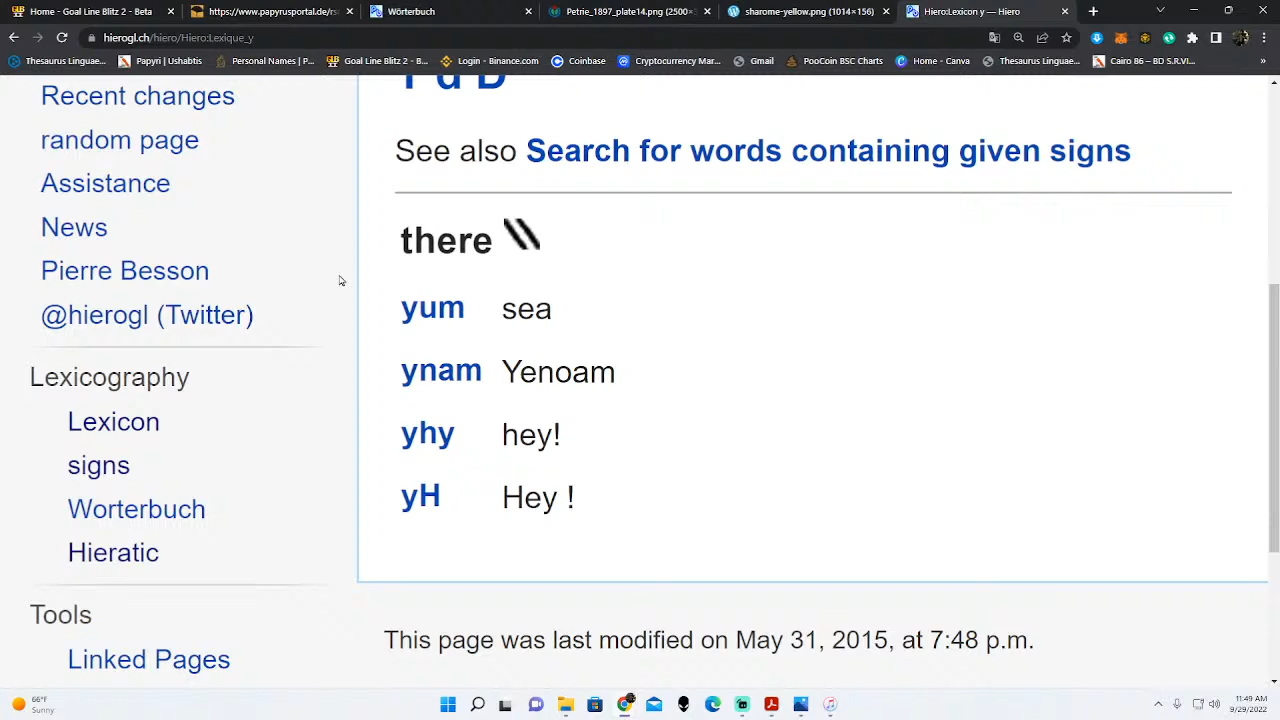 Home - Goal Line Blitz 2 - Beta
https://www.papyrusportal.de/rs
Wörterbuch
Petrie_1897_plate14.png (2500×
sharome-yellow.png (1014×156)
Hiero:Lexicon y — Hiero
hierogl.ch/hiero/Hiero:Lexique_y
Thesaurus Linguae...
Papyri | Ushabtis
Personal Names | P...
Goal Line Blitz 2 - B...
Login - Binance.com
Coinbase
Cryptocurrency Mar...
Gmail
PooCoin BSC Charts
Home - Canva
Thesaurus Linguae...
Cairo 86 – BD S.R.VI...
»
Recent changes
random page
Assistance
News
Pierre Besson
@hierogl (Twitter)
Lexicography
Lexicon
signs
Worterbuch
Hieratic
Tools
Linked Pages
See also Search for words containing given signs
there
yum sea
ynam Yenoam
yhy hey!
yH Hey !
This page was last modified on May 31, 2015, at 7:48 p.m.
66°F
Sunny
11:49 AM
9/29/2022